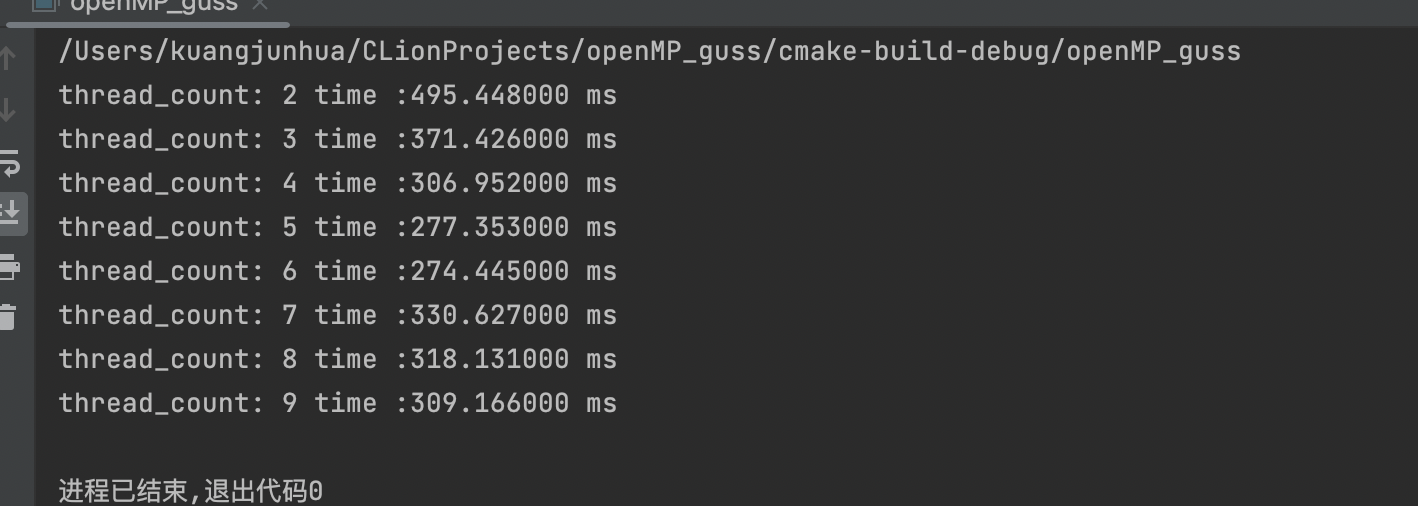 openMP_guss
/Users/kuangjunhua/CLionProjects/openMP_guss/cmake-build-debug/openMP_guss
thread_count: 2 time :495.448000 ms
thread_count: 3 time :371.426000 ms
thread_count: 4 time :306.952000 ms
thread_count: 5 time :277.353000 ms
thread_count: 6 time :274.445000 ms
thread_count: 7 time :330.627000 ms
thread_count: 8 time :318.131000 ms
thread_count: 9 time :309.166000 ms
进程已结束,退出代码0